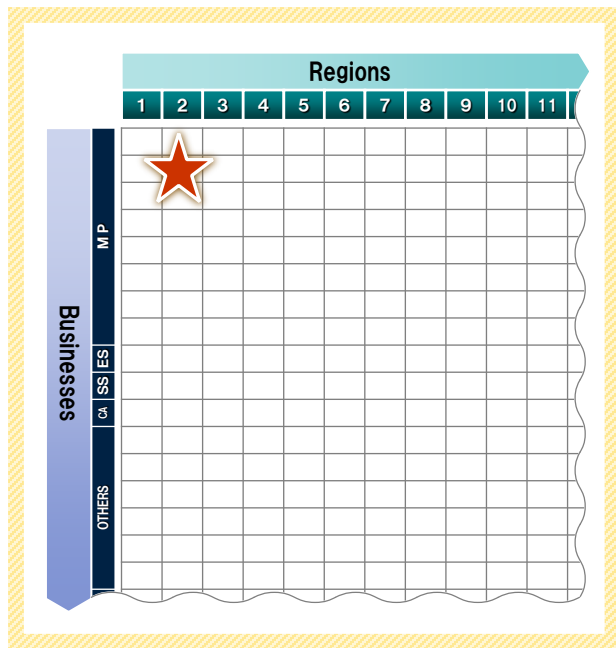 Regions
1 2 3 4 5 6 7 8 9 10 11
Businesses
M P
ES
SS
CA
OTHERS